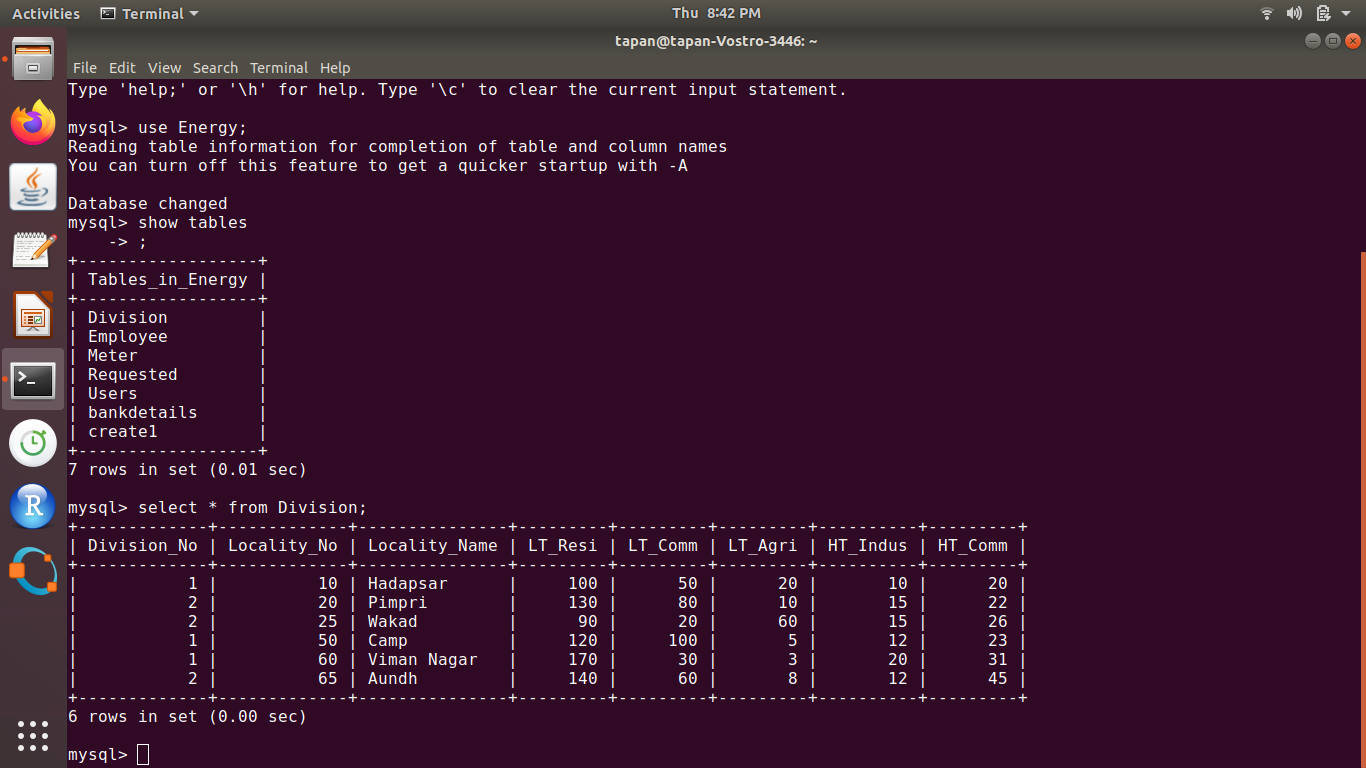 Activities Terminal Thu 8:42 PM
tapan@tapan-Vostro-3446: ~
File Edit View Search Terminal Help
Type 'help;' or '\h' for help. Type '\c' to clear the current input statement.
mysql> use Energy;
Reading table information for completion of table and column names
You can turn off this feature to get a quicker startup with -A
Database changed
mysql> show tables
    -> ;
+------------------+
| Tables_in_Energy |
+------------------+
| Division         |
| Employee         |
| Meter            |
| Requested        |
| Users            |
| bankdetails      |
| create1          |
+------------------+
7 rows in set (0.01 sec)
mysql> select * from Division;
+-------------+-------------+---------------+---------+---------+---------+----------+---------+
| Division_No | Locality_No | Locality_Name | LT_Resi | LT_Comm | LT_Agri | HT_Indus | HT_Comm |
+-------------+-------------+---------------+---------+---------+---------+----------+---------+
|           1 |          10 | Hadapsar      |     100 |      50 |      20 |       10 |      20 |
|           2 |          20 | Pimpri        |     130 |      80 |      10 |       15 |      22 |
|           2 |          25 | Wakad         |      90 |      20 |      60 |       15 |      26 |
|           1 |          50 | Camp          |     120 |     100 |       5 |       12 |      23 |
|           1 |          60 | Viman Nagar   |     170 |      30 |       3 |       20 |      31 |
|           2 |          65 | Aundh         |     140 |      60 |       8 |       12 |      45 |
+-------------+-------------+---------------+---------+---------+---------+----------+---------+
6 rows in set (0.00 sec)
mysql>
R